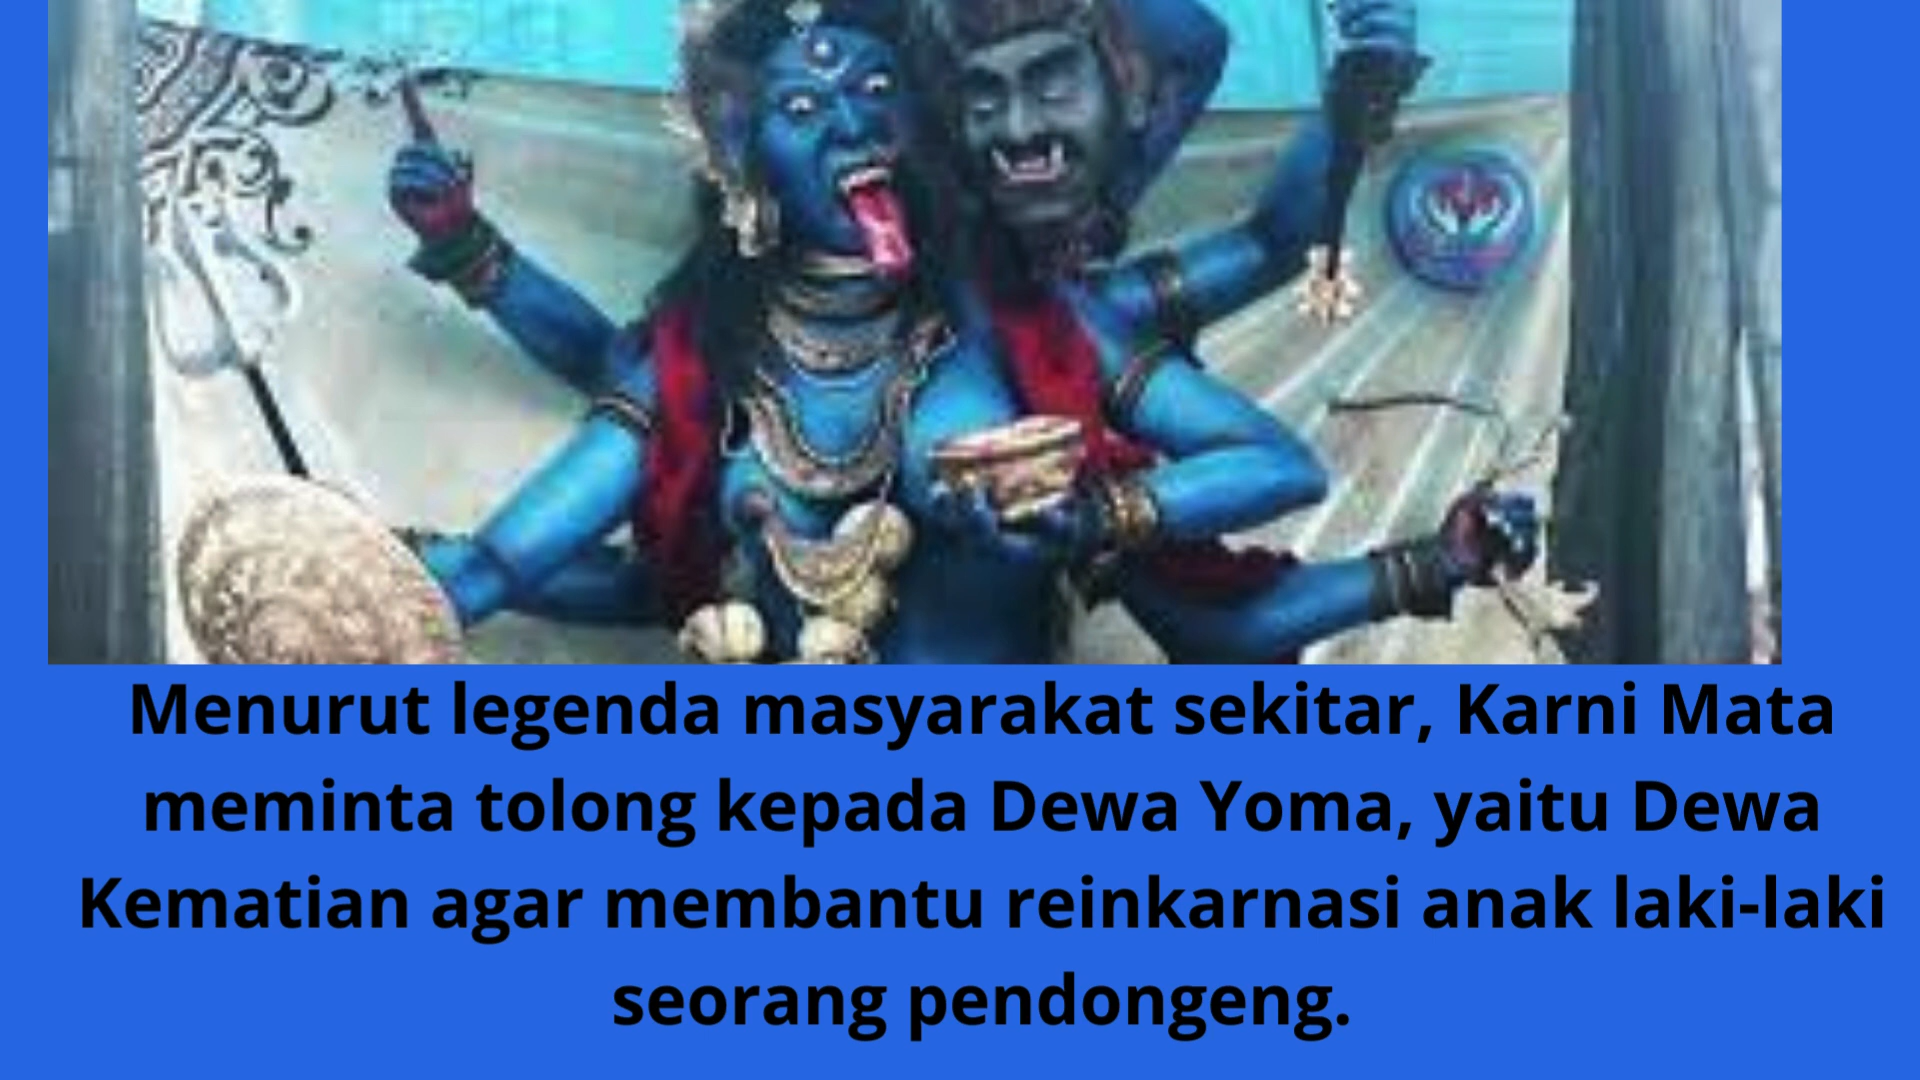 Menurut legenda masyarakat sekitar, Karni Mata
meminta tolong kepada Dewa Yoma, yaitu Dewa
Kematian agar membantu reinkarnasi anak laki-laki
seorang pendongeng.